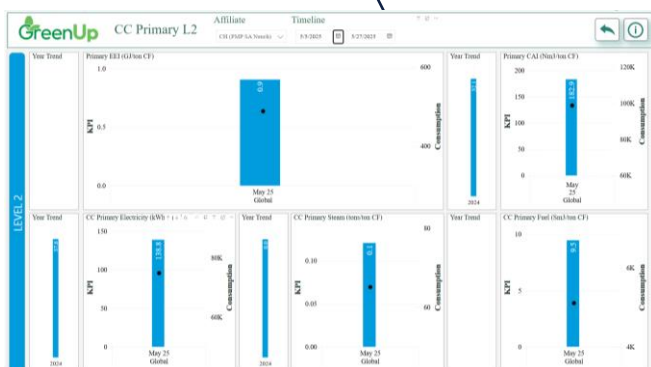 GreenUp
CC Primary L2
Affiliate
Timeline
5/5/2025
5/27/2025
LEVEL 2
Year Trend
Primary EEI (GJ/ton CF)
1.0
0.5
0.0
KPI
0.9
600
400
Consumption
May 25
Global
Year Trend
2024
Primary CAI (Nm3/ton CF)
200
150
100
50
0
KPI
182.9
120K
100K
80K
60K
Consumption
May
25
Global
Year Trend
2024
CC Primary Electricity (kWh
150
100
50
0
KPI
139.8
80K
60K
Consumption
May 25
Global
Year Trend
2024
CC Primary Steam (tons/ton CF)
0.10
0.05
0.00
KPI
0.1
80
60
Consumption
May 25
Global
Year Trend
CC Primary Fuel (Sm3/ton CF)
10
5
0
KPI
9.5
6K
4K
Consumption
May 25
Global